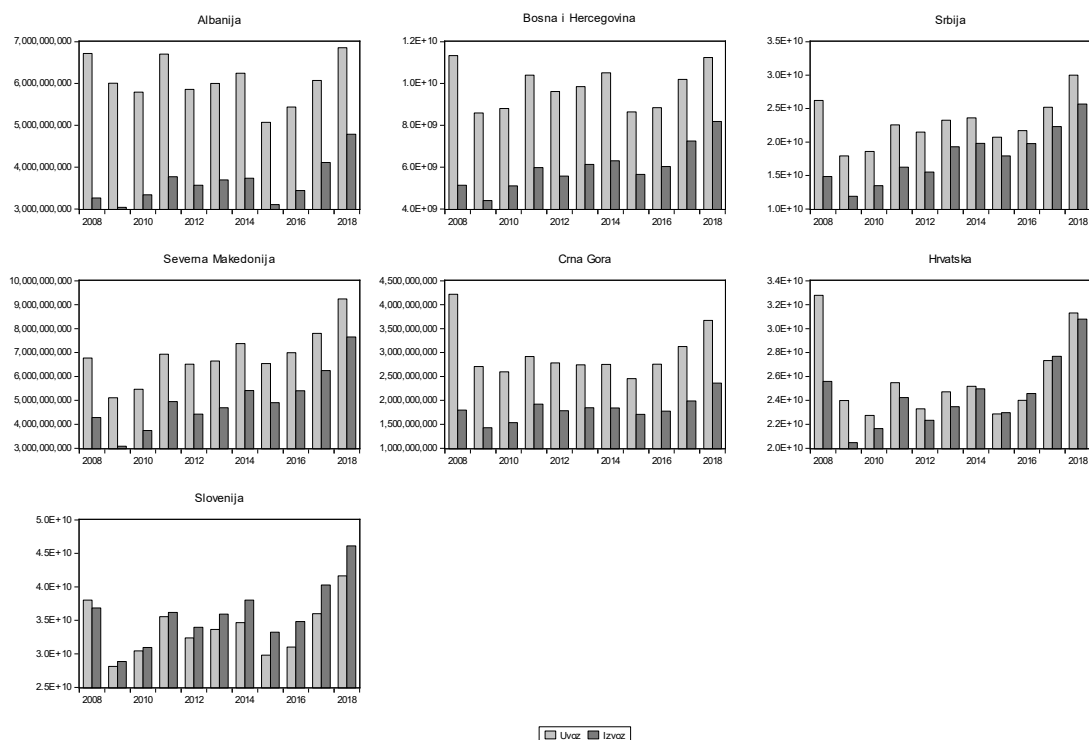 Albanija
7,000,000,000
6,000,000,000
5,000,000,000
4,000,000,000
3,000,000,000
2008 2010 2012 2014 2016 2018
Bosna i Hercegovina
1.2E+10
1.0E+10
8.0E+09
6.0E+09
4.0E+09
2008 2010 2012 2014 2016 2018
Srbija
3.5E+10
3.0E+10
2.5E+10
2.0E+10
1.5E+10
1.0E+10
2008 2010 2012 2014 2016 2018
Severna Makedonija
10,000,000,000
9,000,000,000
8,000,000,000
7,000,000,000
6,000,000,000
5,000,000,000
4,000,000,000
3,000,000,000
2008 2010 2012 2014 2016 2018
Crna Gora
4,500,000,000
4,000,000,000
3,500,000,000
3,000,000,000
2,500,000,000
2,000,000,000
1,500,000,000
1,000,000,000
2008 2010 2012 2014 2016 2018
Hrvatska
3.4E+10
3.2E+10
3.0E+10
2.8E+10
2.6E+10
2.4E+10
2.2E+10
2.0E+10
2008 2010 2012 2014 2016 2018
Slovenija
5.0E+10
4.5E+10
4.0E+10
3.5E+10
3.0E+10
2.5E+10
2008 2010 2012 2014 2016 2018
Uvoz Izvoz